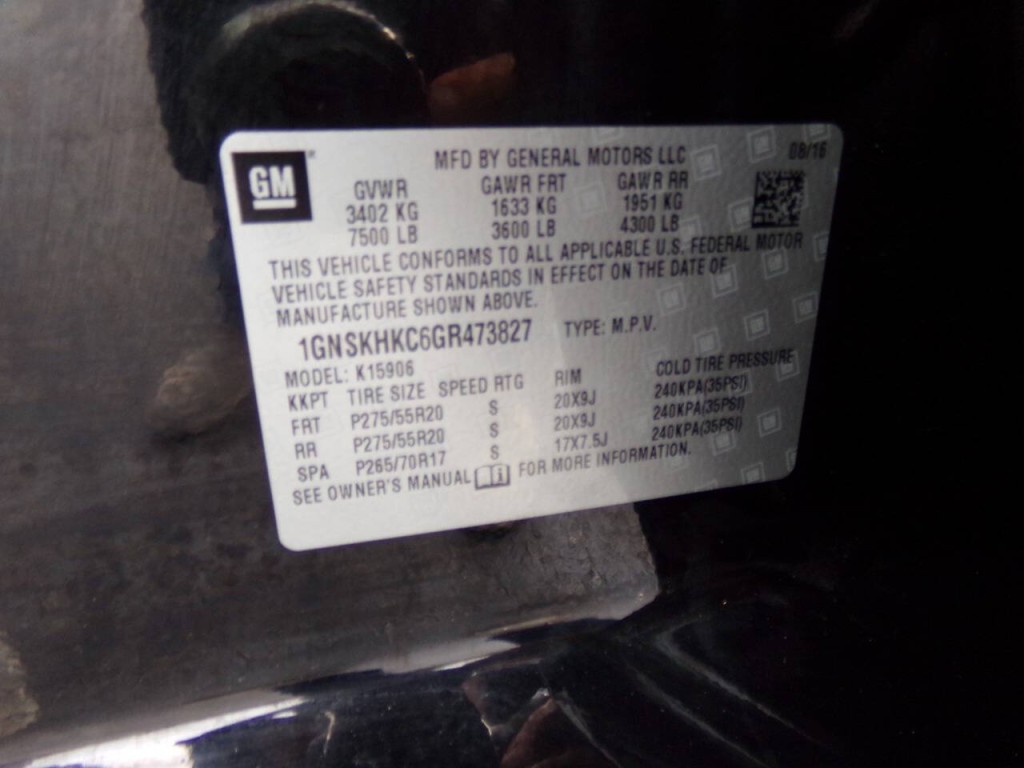 GM MFD BY GENERAL MOTORS LLC 08/16
GVWR GAWR FRT GAWR RR
3402 KG 1633 KG 1951 KG
7500 LB 3600 LB 4300 LB
THIS VEHICLE CONFORMS TO ALL APPLICABLE U.S. FEDERAL MOTOR
VEHICLE SAFETY STANDARDS IN EFFECT ON THE DATE OF
MANUFACTURE SHOWN ABOVE.
1GNSKHKC6GR473827 TYPE: M.P.V.
MODEL: K15906
KKPT TIRE SIZE SPEED RTG RIM COLD TIRE PRESSURE
FRT P275/55R20 S 20X9J 240KPA(35PSI)
RR P275/55R20 S 20X9J 240KPA(35PSI)
SPA P265/70R17 S 17X7.5J 240KPA(35PSI)
SEE OWNER'S MANUAL FOR MORE INFORMATION.